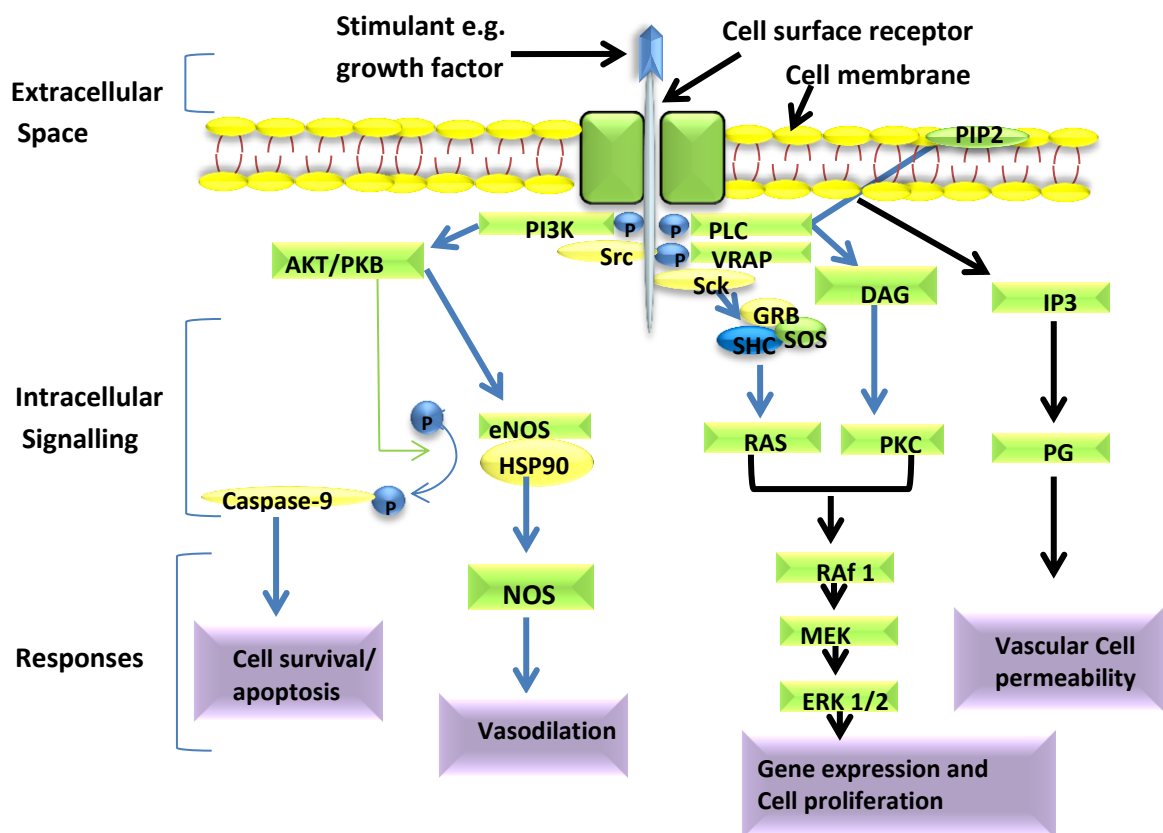 Stimulant e.g.
growth factor
Cell surface receptor
Cell membrane
Extracellular
Space
PIP2
PI3K
P
P
PLC
Src
P
VRAP
Sck
AKT/PKB
DAG
IP3
GRB
SOS
SHC
Intracellular
Signalling
P
eNOS
HSP90
RAS
PKC
PG
Caspase-9
P
Responses
NOS
RAf 1
MEK
ERK 1/2
Cell survival/
apoptosis
Vasodilation
Vascular Cell
permeability
Gene expression and
Cell proliferation